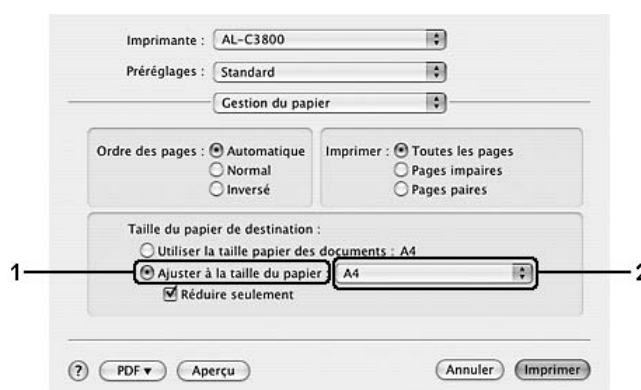 Imprimante : AL-C3800
Préréglages : Standard
Gestion du papier
Ordre des pages : Automatique Imprimer : Toutes les pages
Normal Pages impaires
Inversé Pages paires
Taille du papier de destination :
Utiliser la taille papier des documents : A4
1 Ajuster à la taille du papier : A4 2
Réduire seulement
? PDF Aperçu Annuler Imprimer